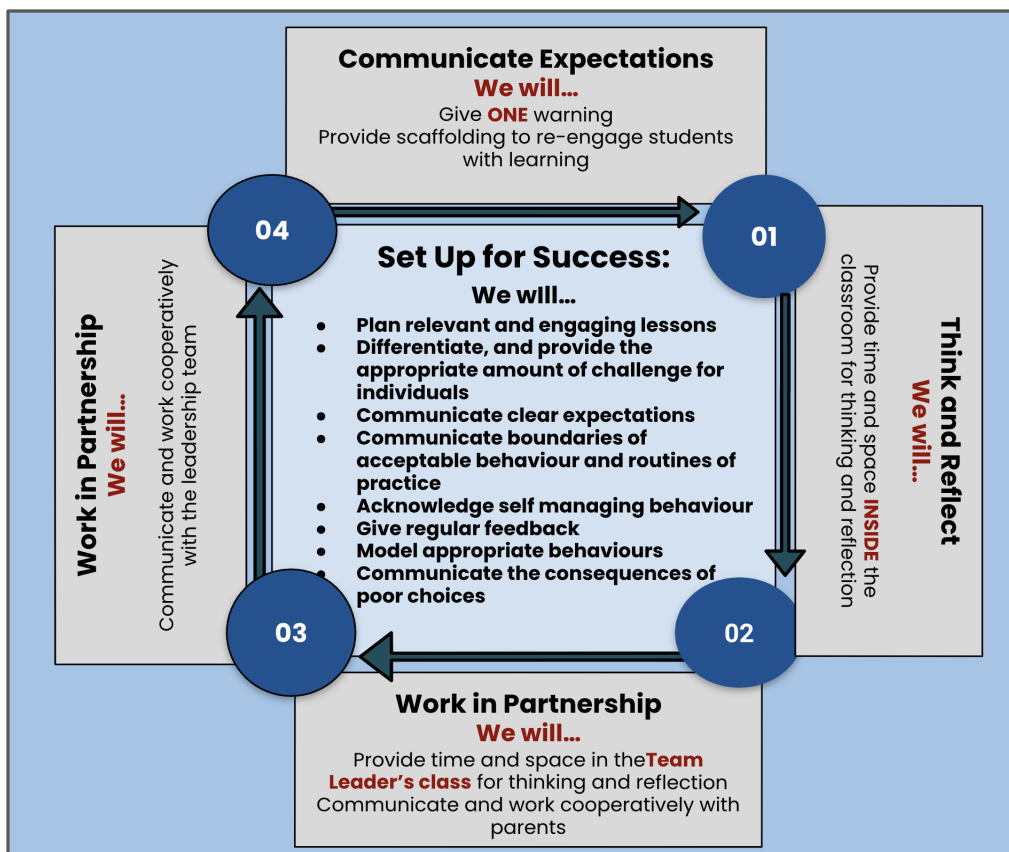 Communicate Expectations
We will...
Give ONE warning
Provide scaffolding to re-engage students
with learning
04
01
Set Up for Success:
We will...
● Plan relevant and engaging lessons
● Differentiate, and provide the
appropriate amount of challenge for
individuals
● Communicate clear expectations
● Communicate boundaries of
acceptable behaviour and routines of
practice
● Acknowledge self managing behaviour
● Give regular feedback
● Model appropriate behaviours
● Communicate the consequences of
poor choices
Think and Reflect
We will...
Provide time and space INSIDE the
classroom for thinking and reflection
02
03
Work in Partnership
We will...
Provide time and space in theTeam
Leader's class for thinking and reflection
Communicate and work cooperatively with
parents
Work in Partnership
We will...
Communicate and work cooperatively
with the leadership team